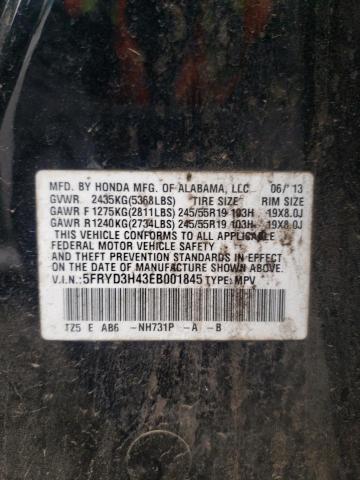 MFD. BY HONDA MFG. OF ALABAMA, LLC 06/13
GVWR 2435KG(5368LBS) TIRE SIZE RIM SIZE
GAWR F 1275KG(2811LBS) 245/55R19 103H 19X8.0J
GAWR R 1240KG(2734LBS) 245/55R19 103H 19X8.0J
THIS VEHICLE CONFORMS TO ALL APPLICABLE
FEDERAL MOTOR VEHICLE SAFETY
AND THEFT PREVENTION STANDARDS IN EFFECT ON
THE DATE OF MANUFACTURE SHOWN ABOVE.
V.I.N.:5FRYD3H43EB001845 TYPE: MPV
TZ5 E AB6 -NH731P -A -B